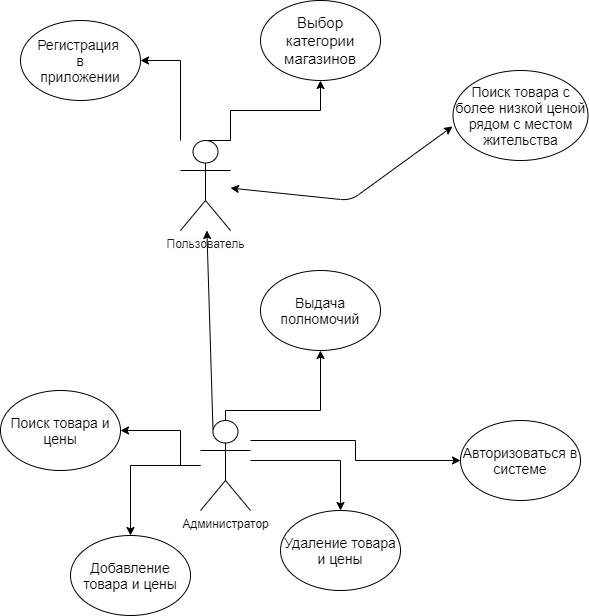 Регистрация
в
приложении
Выбор
категории
магазинов
Поиск товара с
более низкой ценой
рядом с местом
жительства
Пользователь
Выдача
полномочий
Поиск товара и
цены
Авторизоваться в
системе
Администратор
Удаление товара
и цены
Добавление
товара и цены